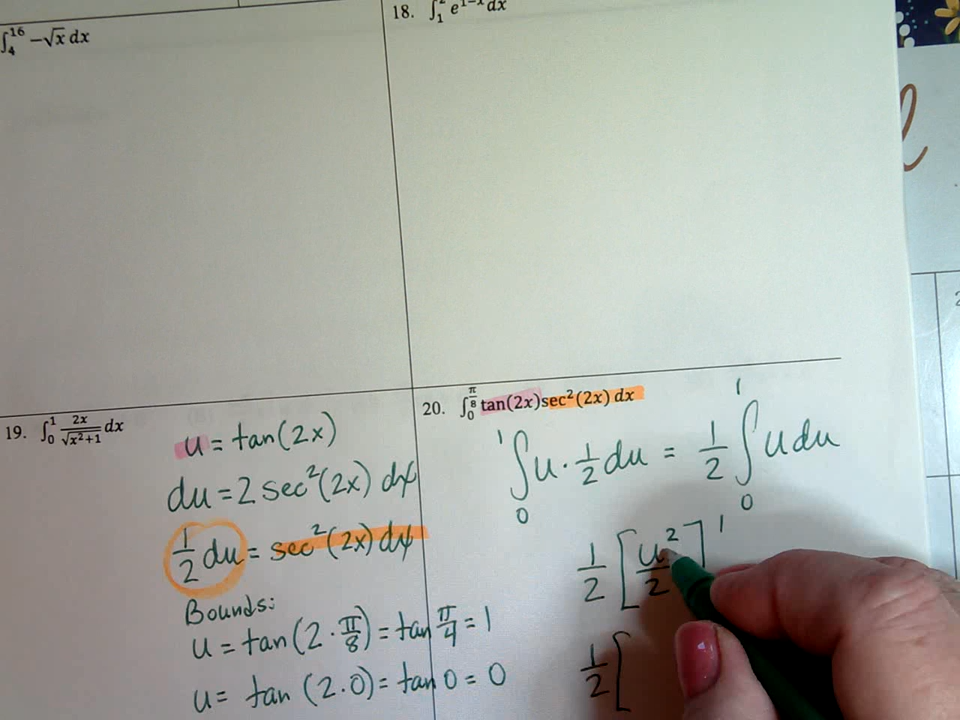 ∫₄¹⁶ −√x dx
18. ∫₁² e^(1−x) dx
19. ∫₀¹ 2x/√(x²+1) dx
u = tan(2x)
du = 2 sec²(2x) dx
1/2 du = sec²(2x) dx
Bounds:
u = tan(2·π/8) = tan π/4 = 1
u = tan(2·0) = tan 0 = 0
20. ∫₀^(π/8) tan(2x)sec²(2x) dx
∫₀¹ u · 1/2 du = 1/2 ∫₀¹ u du
1/2 [u²/2]¹
1/2 [